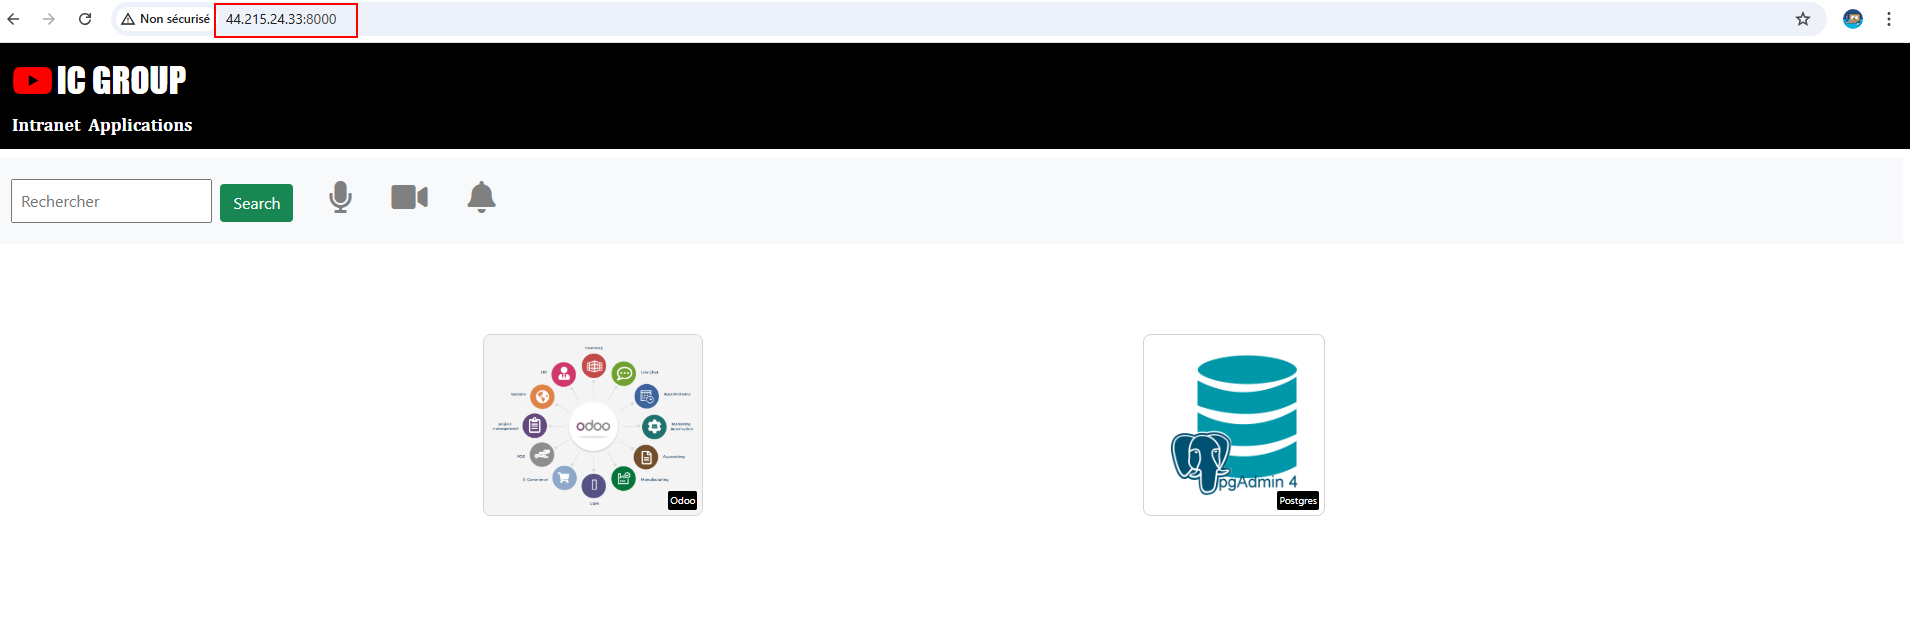 Non sécurisé 44.215.24.33:8000
IC GROUP
Intranet Applications
Rechercher
Search
Inventory
HR
Live Chat
Website
Appointments
project
management
Marketing
Automation
odoo
POS
Accounting
E-Commerce
Manufacturing
CRM
Odoo
pgAdmin 4
Postgres